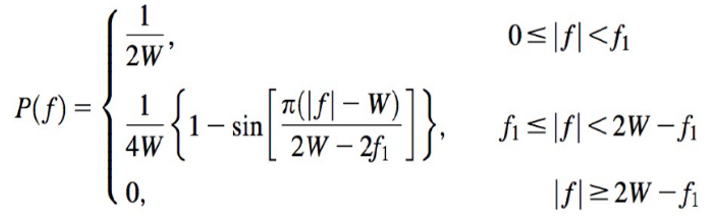 P(f) = { 1/2W, 0 ≤ |f| < f₁
1/4W {1 − sin[π(|f| − W)/2W − 2f₁]}, f₁ ≤ |f| < 2W − f₁
0, |f| ≥ 2W − f₁